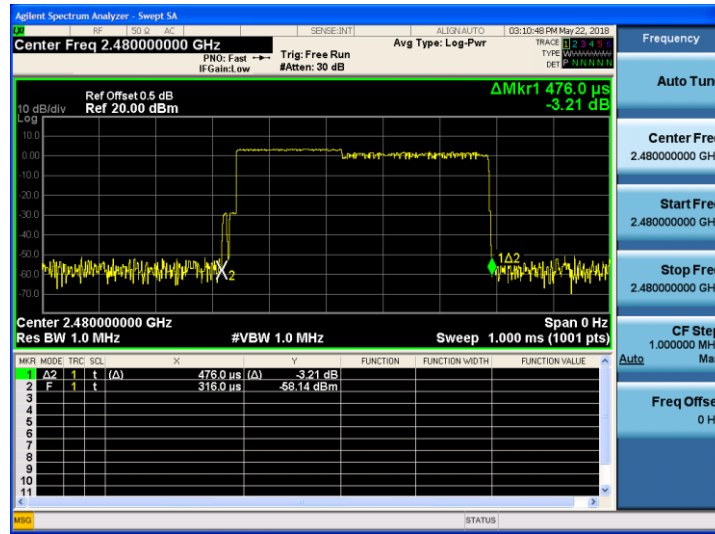 Agilent Spectrum Analyzer - Swept SA
RF 50 Ω AC SENSE:INT ALIGN AUTO 03:10:48 PM May 22, 2018
Center Freq 2.480000000 GHz
PNO: Fast
IFGain:Low
Trig: Free Run
#Atten: 30 dB
Avg Type: Log-Pwr
TRACE 1 2 3 4 5 6
TYPE
DET P N N N N N
ΔMkr1 476.0 µs
-3.21 dB
Ref Offset 0.5 dB
10 dB/div Ref 20.00 dBm
Log
10.0
0.00
-10.0
-20.0
-30.0
-40.0
-50.0
-60.0
-70.0
1Δ2
2
Center 2.480000000 GHz Span 0 Hz
Res BW 1.0 MHz #VBW 1.0 MHz Sweep 1.000 ms (1001 pts)
MKR MODE TRC SCL X Y FUNCTION FUNCTION WIDTH FUNCTION VALUE
1 Δ2 1 t (Δ) 476.0 µs (Δ) -3.21 dB
2 F 1 t 316.0 µs -58.14 dBm
3
4
5
6
7
8
9
10
11
MSG STATUS
Frequency
Auto Tun
Center Fre
2.480000000 GH
Start Fre
2.480000000 GH
Stop Fre
2.480000000 GH
CF Ste
1.000000 MH
Auto Ma
Freq Offse
0 H